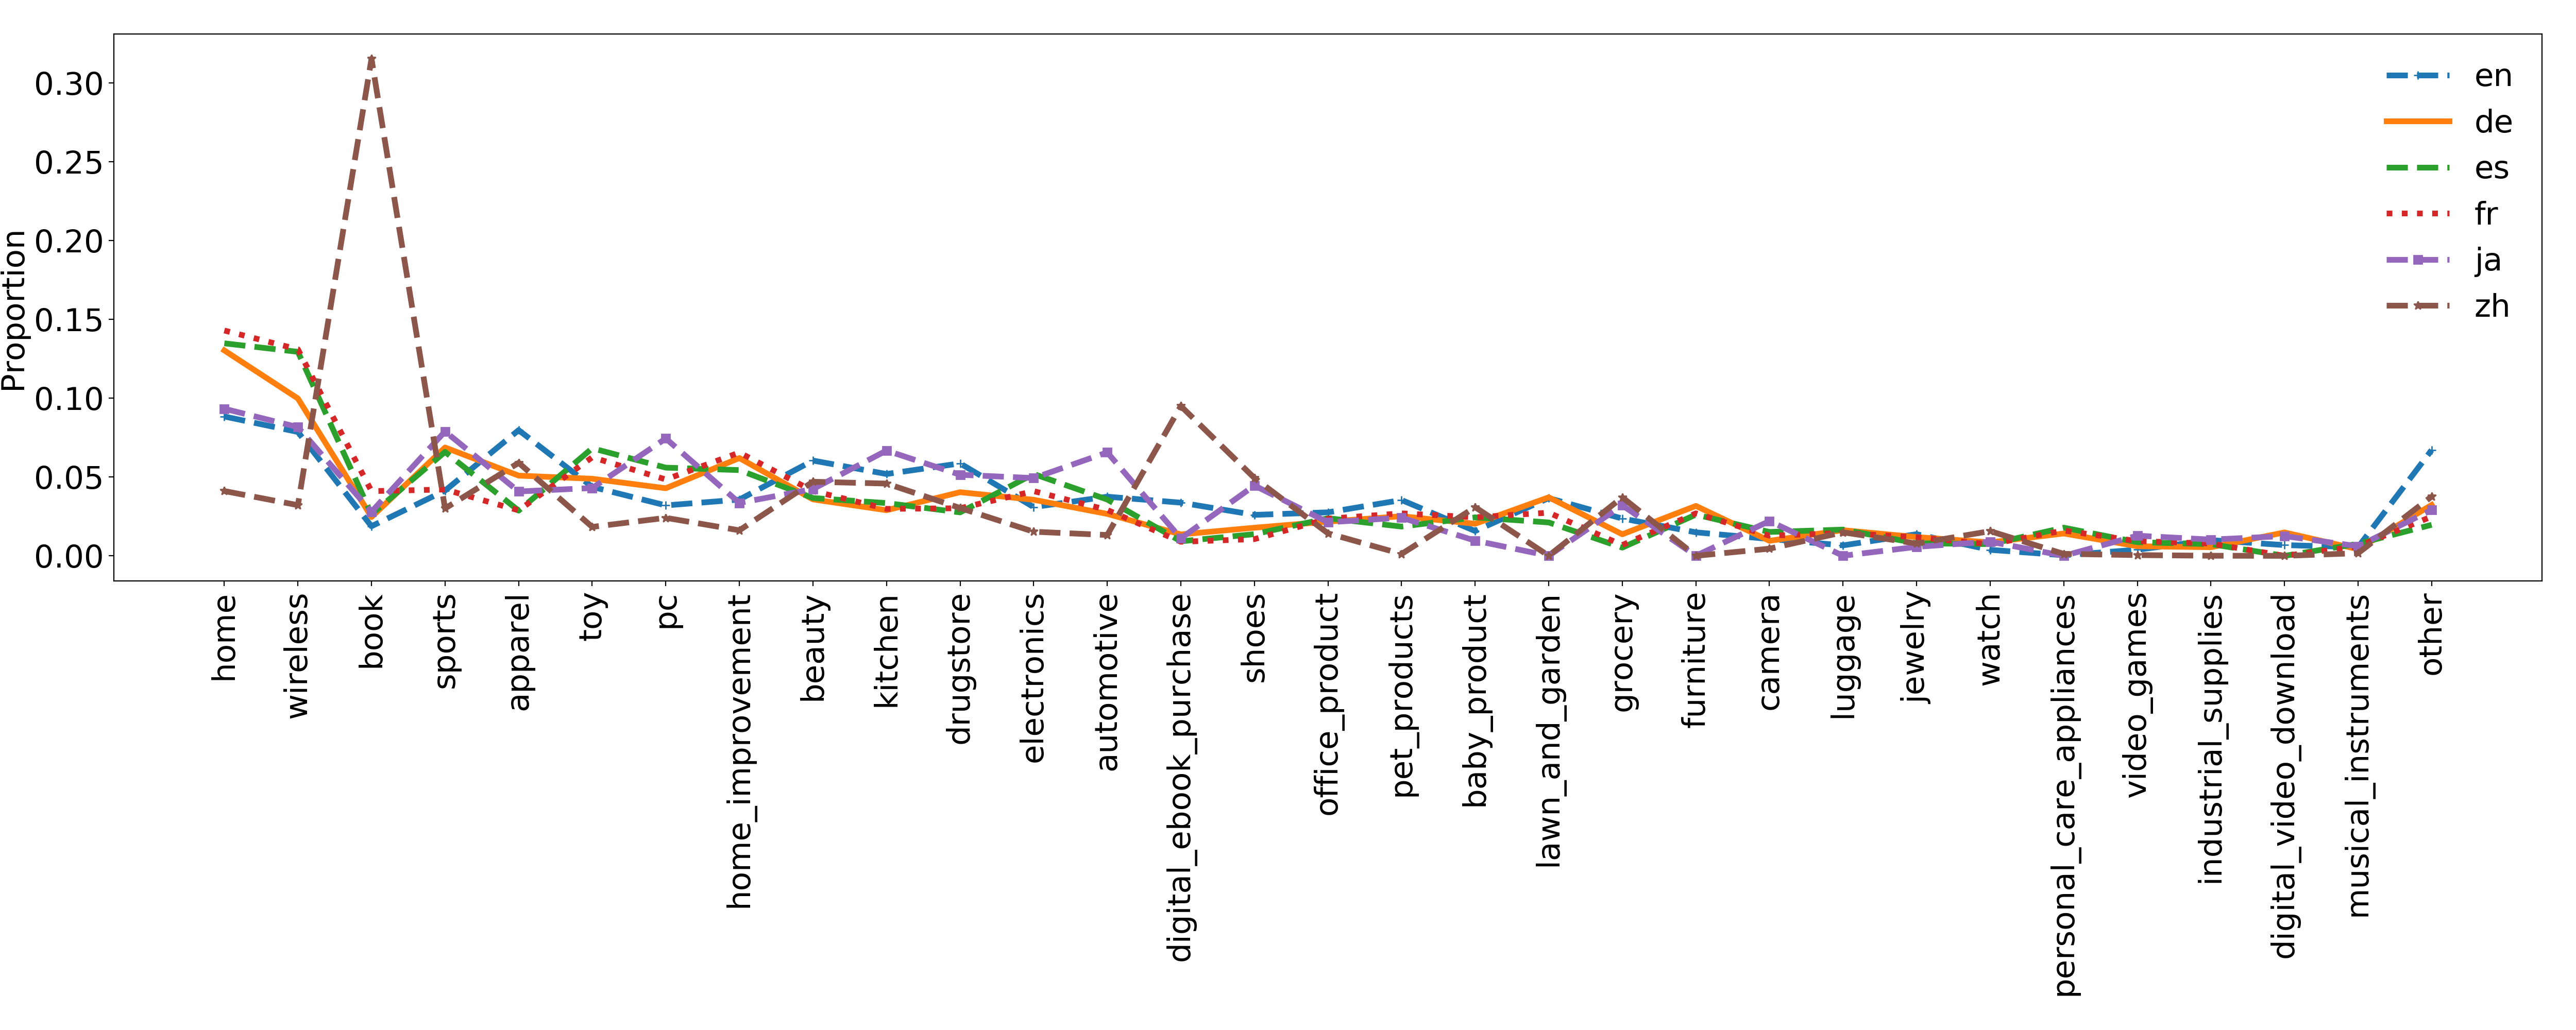 Proportion
0.30
0.25
0.20
0.15
0.10
0.05
0.00
en
de
es
fr
ja
zh
home
wireless
book
sports
apparel
toy
pc
home_improvement
beauty
kitchen
drugstore
electronics
automotive
digital_ebook_purchase
shoes
office_product
pet_products
baby_product
lawn_and_garden
grocery
furniture
camera
luggage
jewelry
watch
personal_care_appliances
video_games
industrial_supplies
digital_video_download
musical_instruments
other